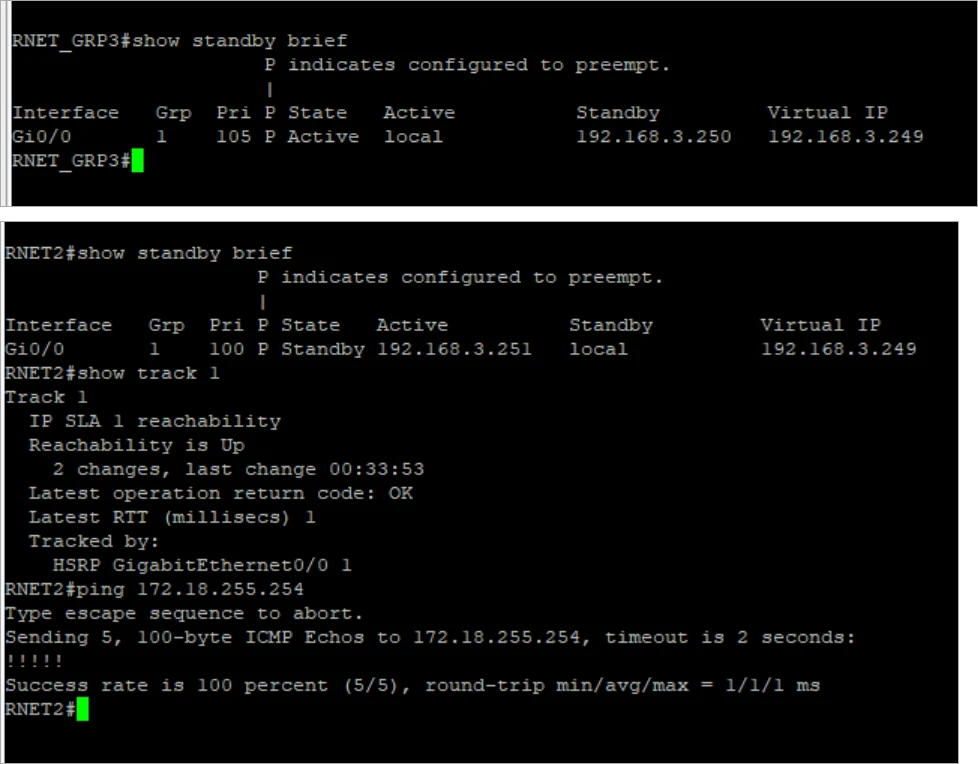 RNET_GRP3#show standby brief
P indicates configured to preempt.
|
Interface Grp Pri P State Active Standby Virtual IP
Gi0/0 1 105 P Active local 192.168.3.250 192.168.3.249
RNET_GRP3#
RNET2#show standby brief
P indicates configured to preempt.
|
Interface Grp Pri P State Active Standby Virtual IP
Gi0/0 1 100 P Standby 192.168.3.251 local 192.168.3.249
RNET2#show track 1
Track 1
IP SLA 1 reachability
Reachability is Up
2 changes, last change 00:33:53
Latest operation return code: OK
Latest RTT (millisecs) 1
Tracked by:
HSRP GigabitEthernet0/0 1
RNET2#ping 172.18.255.254
Type escape sequence to abort.
Sending 5, 100-byte ICMP Echos to 172.18.255.254, timeout is 2 seconds:
!!!!!
Success rate is 100 percent (5/5), round-trip min/avg/max = 1/1/1 ms
RNET2#